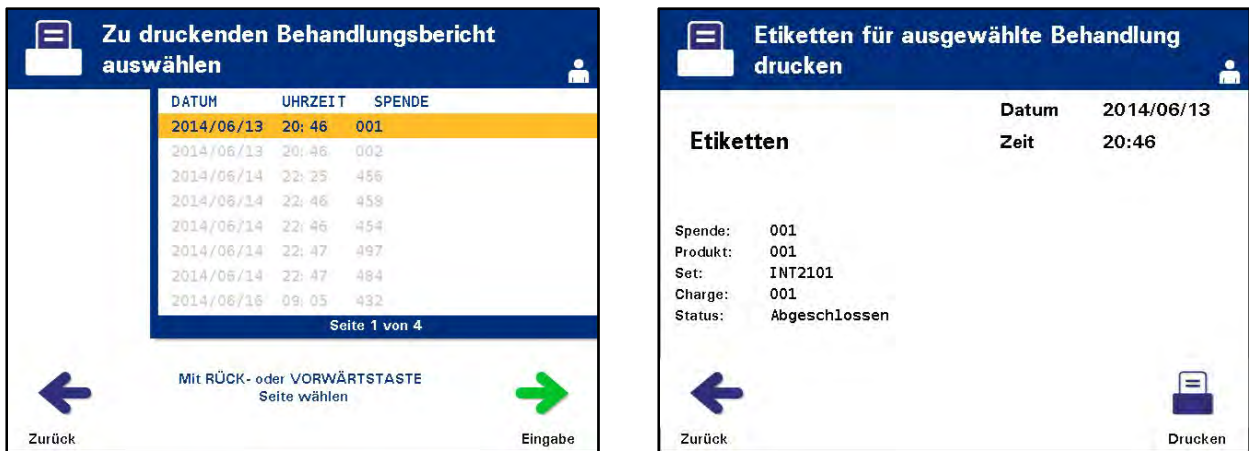 Zu druckenden Behandlungsbericht
auswählen
DATUM UHRZEIT SPENDE
2014/06/13 20:46 001
2014/06/13 20:46 002
2014/06/14 22:25 456
2014/06/14 22:46 458
2014/06/14 22:46 454
2014/06/14 22:47 497
2014/06/14 22:47 484
2014/06/16 09:05 432
Seite 1 von 4
Mit RÜCK- oder VORWÄRTSTASTE
Seite wählen
Zurück
Eingabe
Etiketten für ausgewählte Behandlung
drucken
Datum 2014/06/13
Etiketten
Zeit 20:46
Spende: 001
Produkt: 001
Set: INT2101
Charge: 001
Status: Abgeschlossen
Zurück
Drucken